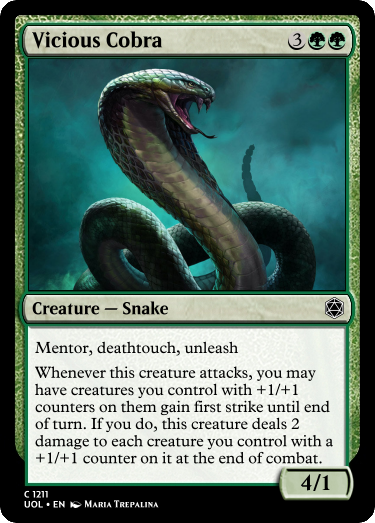 Vicious Cobra 3
Creature — Snake
Mentor, deathtouch, unleash
Whenever this creature attacks, you may
have creatures you control with +1/+1
counters on them gain first strike until end
of turn. If you do, this creature deals 2
damage to each creature you control with a
+1/+1 counter on it at the end of combat.
4/1
C 1211
UOL • EN MARIA TREPALINA